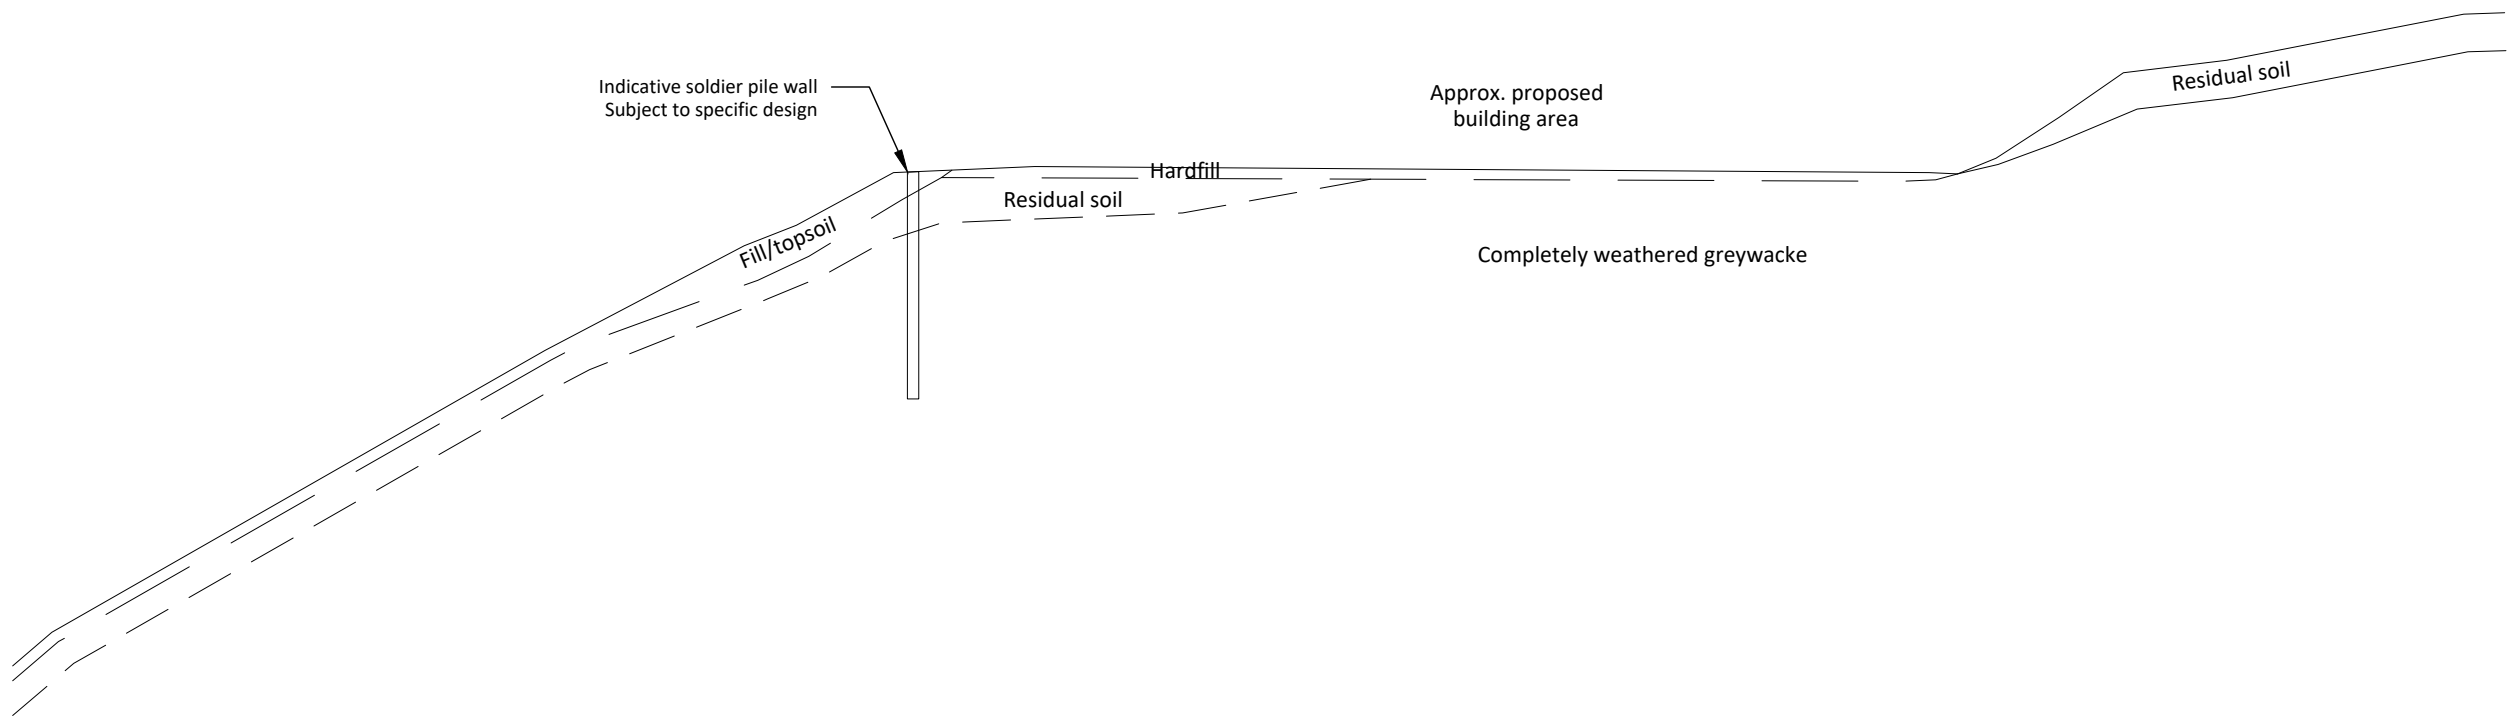 Indicative soldier pile wall
Subject to specific design
Approx. proposed
building area
Residual soil
Hardfill
Residual soil
Fill/topsoil
Completely weathered greywacke